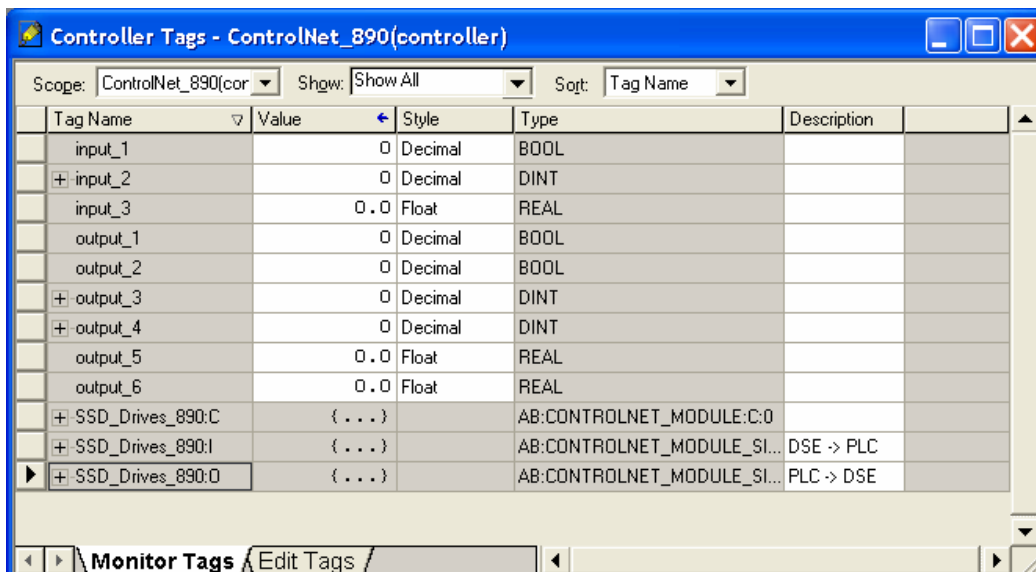 Controller Tags - ControlNet_890(controller)
Scope: ControlNet_890(cor Show: Show All Sort: Tag Name
Tag Name Value Style Type Description
input_1 0 Decimal BOOL
+ input_2 0 Decimal DINT
input_3 0.0 Float REAL
output_1 0 Decimal BOOL
output_2 0 Decimal BOOL
+ output_3 0 Decimal DINT
+ output_4 0 Decimal DINT
output_5 0.0 Float REAL
output_6 0.0 Float REAL
+ SSD_Drives_890:C {...} AB:CONTROLNET_MODULE:C:0
+ SSD_Drives_890:I {...} AB:CONTROLNET_MODULE_SI... DSE -> PLC
+ SSD_Drives_890:O {...} AB:CONTROLNET_MODULE_SI... PLC -> DSE
Monitor Tags Edit Tags